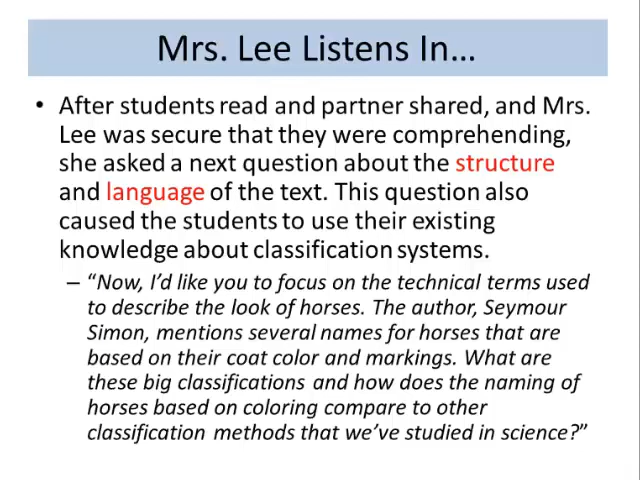 Mrs. Lee Listens In…
• After students read and partner shared, and Mrs.
Lee was secure that they were comprehending,
she asked a next question about the structure
and language of the text. This question also
caused the students to use their existing
knowledge about classification systems.
– “Now, I’d like you to focus on the technical terms used
to describe the look of horses. The author, Seymour
Simon, mentions several names for horses that are
based on their coat color and markings. What are
these big classifications and how does the naming of
horses based on coloring compare to other
classification methods that we’ve studied in science?”